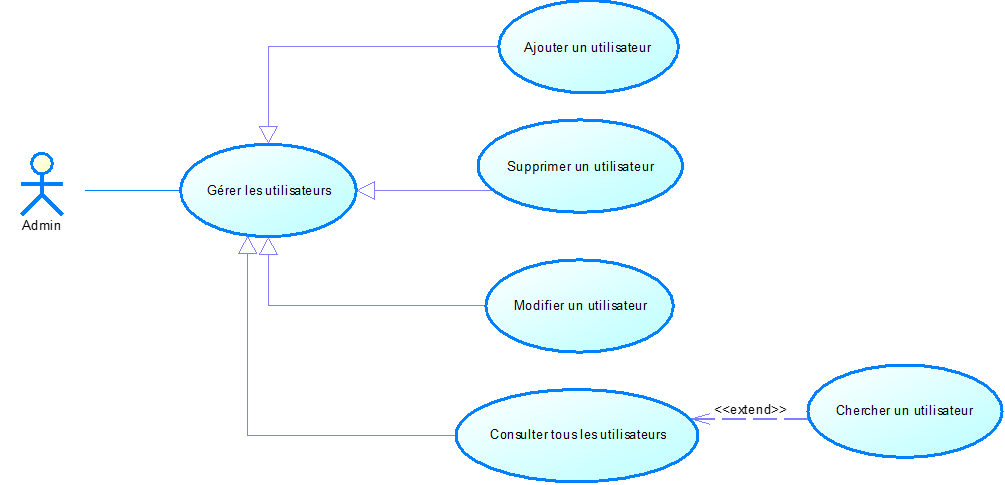 Ajouter un utilisateur
Supprimer un utilisateur
Gérer les utilisateurs
Admin
Modifier un utilisateur
<<extend>>
Chercher un utilisateur
Consulter tous les utilisateurs